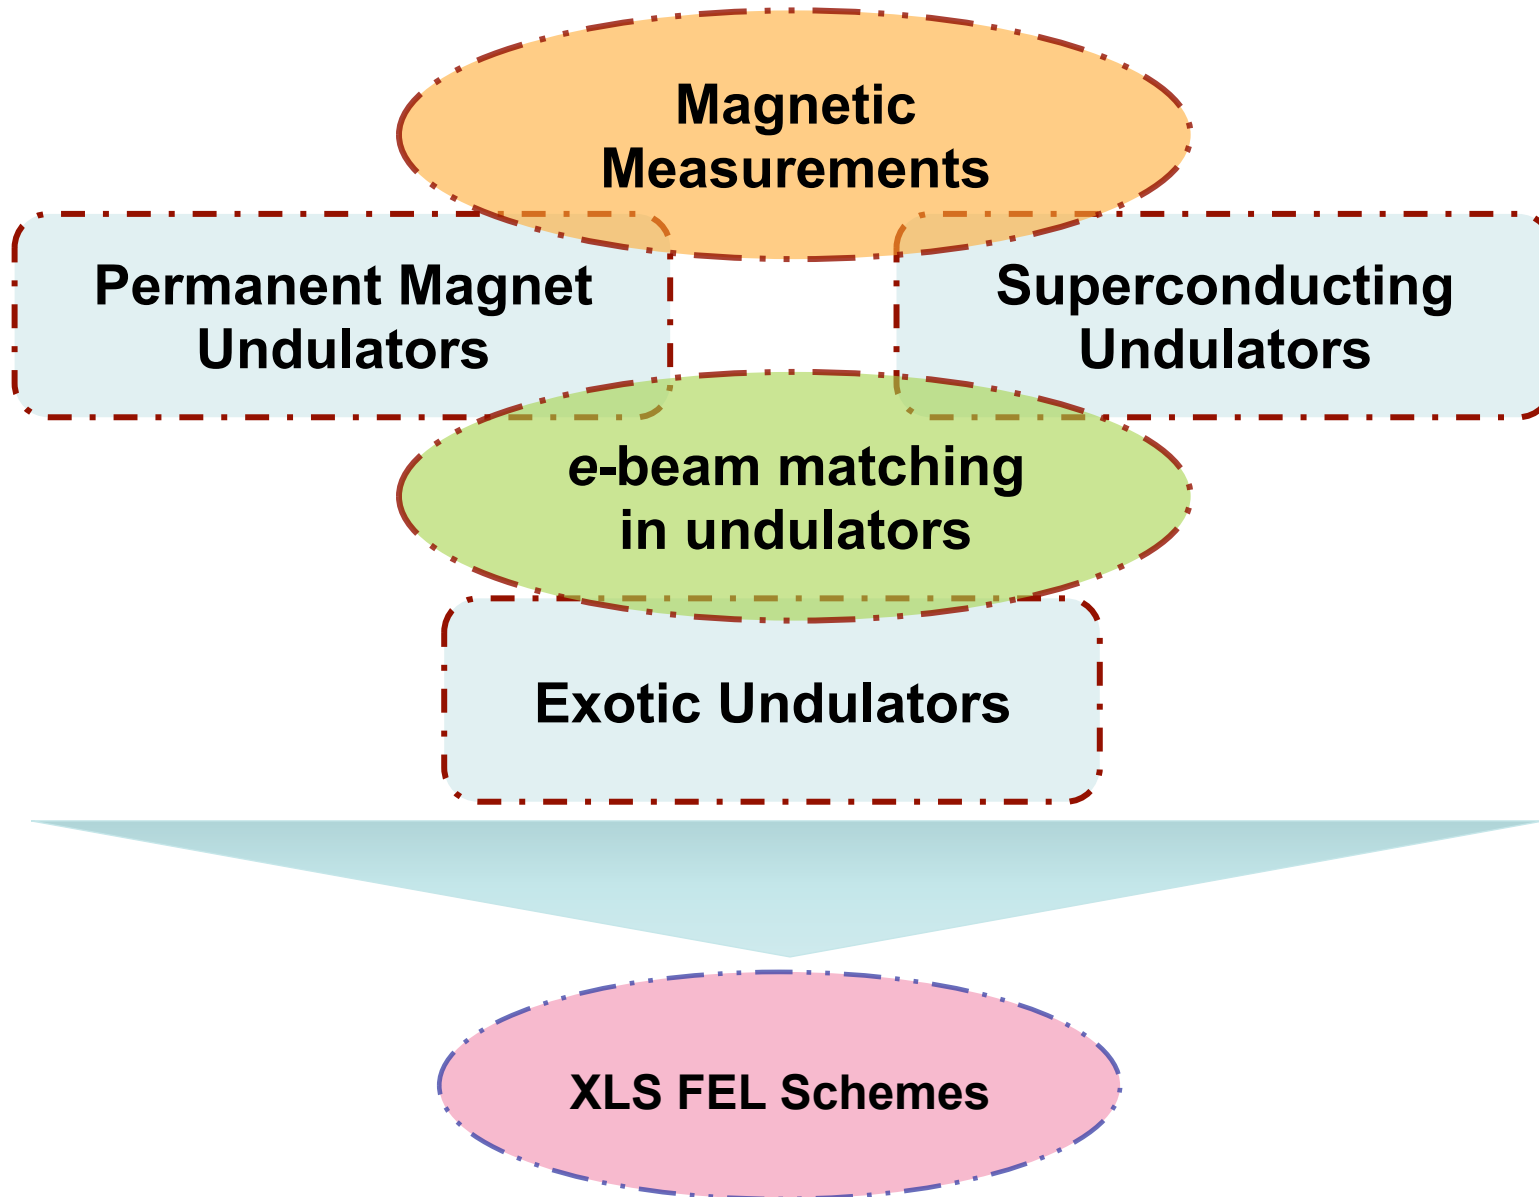 Magnetic
Measurements
Permanent Magnet
Undulators
Superconducting
Undulators
e-beam matching
in undulators
Exotic Undulators
XLS FEL Schemes